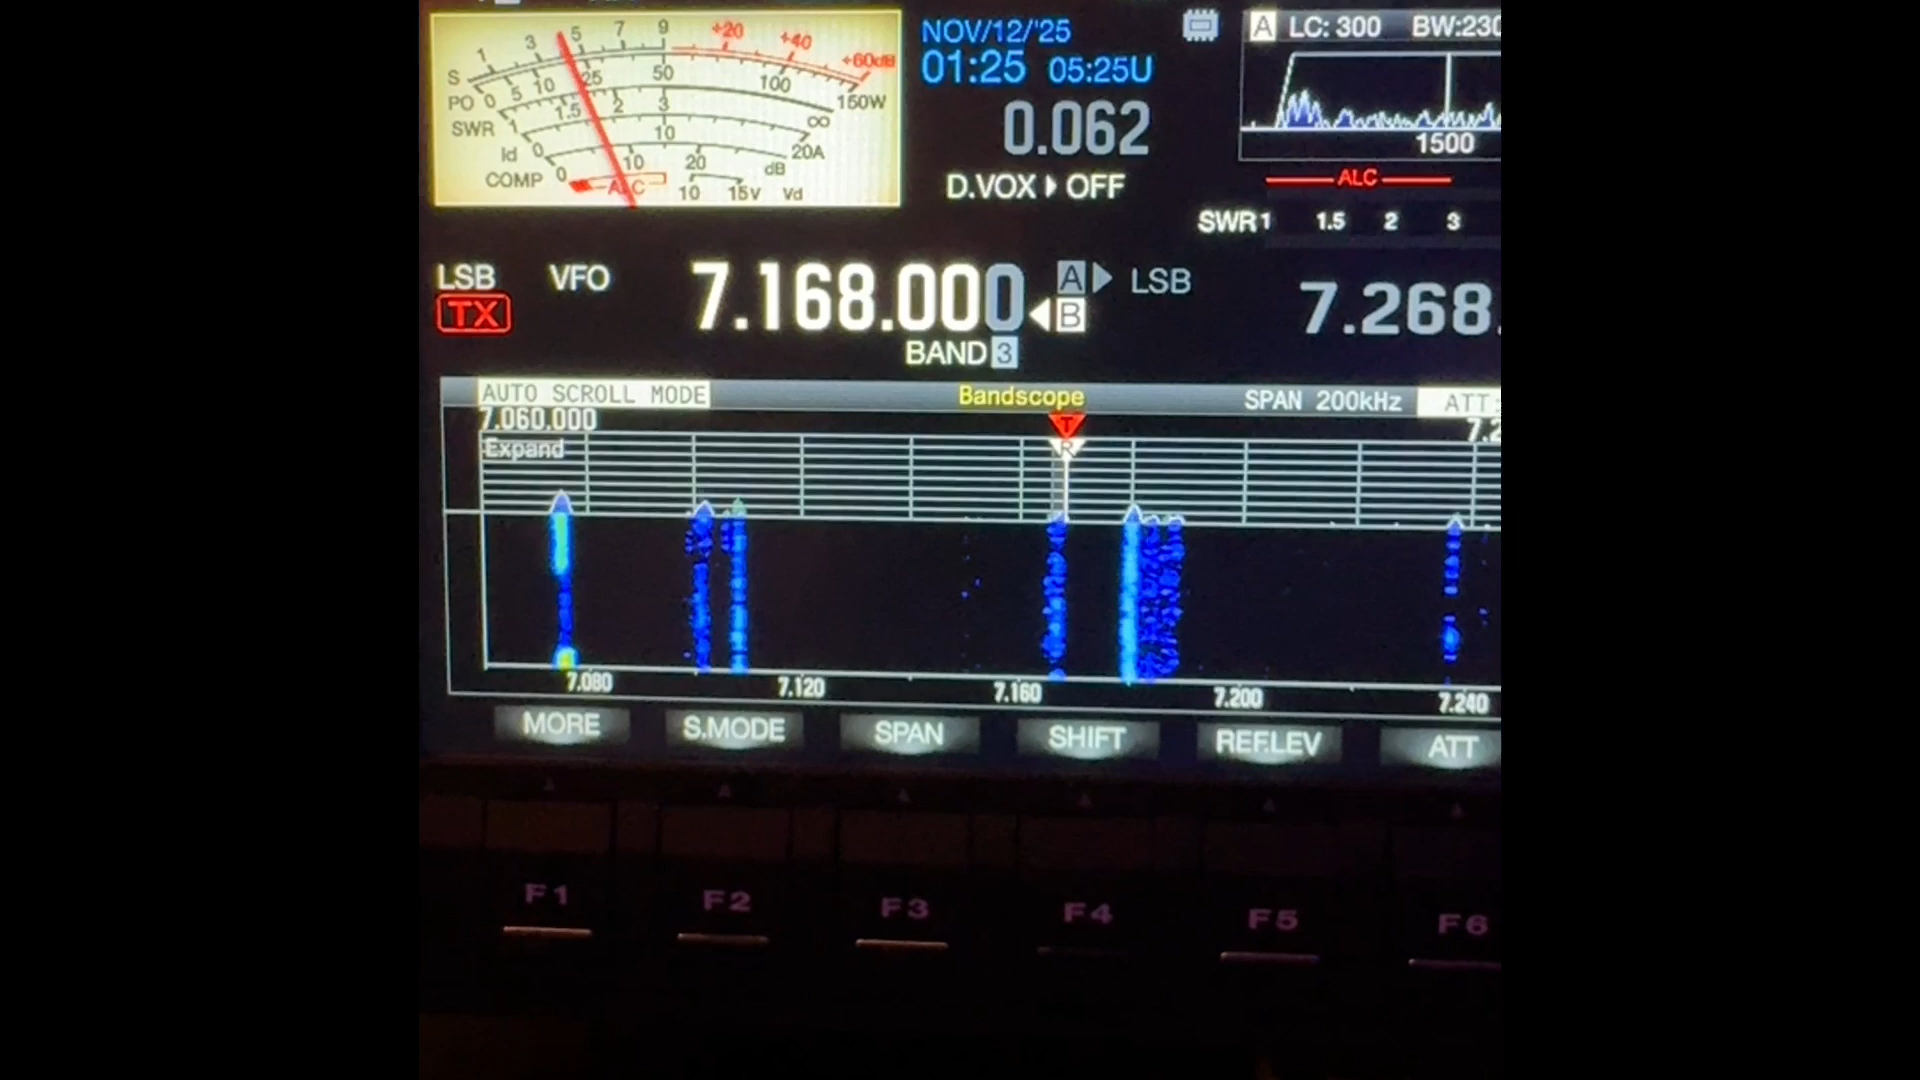 1 3 5 7 9 +20 +40 +60dB
S
PO 0 5 10 25 50 100 150W
SWR 1 1.5 2 3 ∞
Id 0 10 20A
COMP 0 10 20 dB
ALC 10 15V Vd
NOV/12/'25
01:25 05:25U
0.062
D.VOX ▶ OFF
A LC: 300 BW:230
1500
ALC
SWR 1 1.5 2 3
LSB VFO 7.168.000 A ▶ LSB 7.268.
TX ◀ B
BAND 3
AUTO SCROLL MODE Bandscope SPAN 200kHz ATT:
7.060.000 T 7.2
Expand R
7.080 7.120 7.160 7.200 7.240
MORE S.MODE SPAN SHIFT REF.LEV ATT
F1 F2 F3 F4 F5 F6